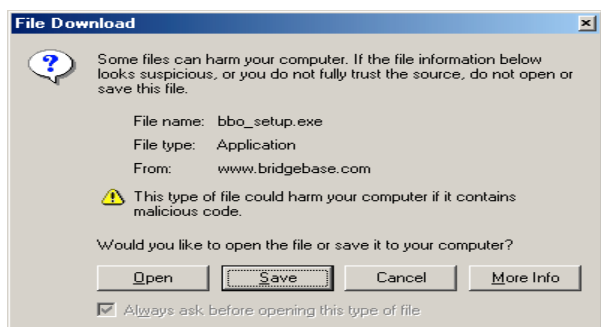 File Download
Some files can harm your computer. If the file information below
looks suspicious, or you do not fully trust the source, do not open or
save this file.
File name: bbo_setup.exe
File type: Application
From: www.bridgebase.com
This type of file could harm your computer if it contains
malicious code.
Would you like to open the file or save it to your computer?
Open Save Cancel More Info
Always ask before opening this type of file